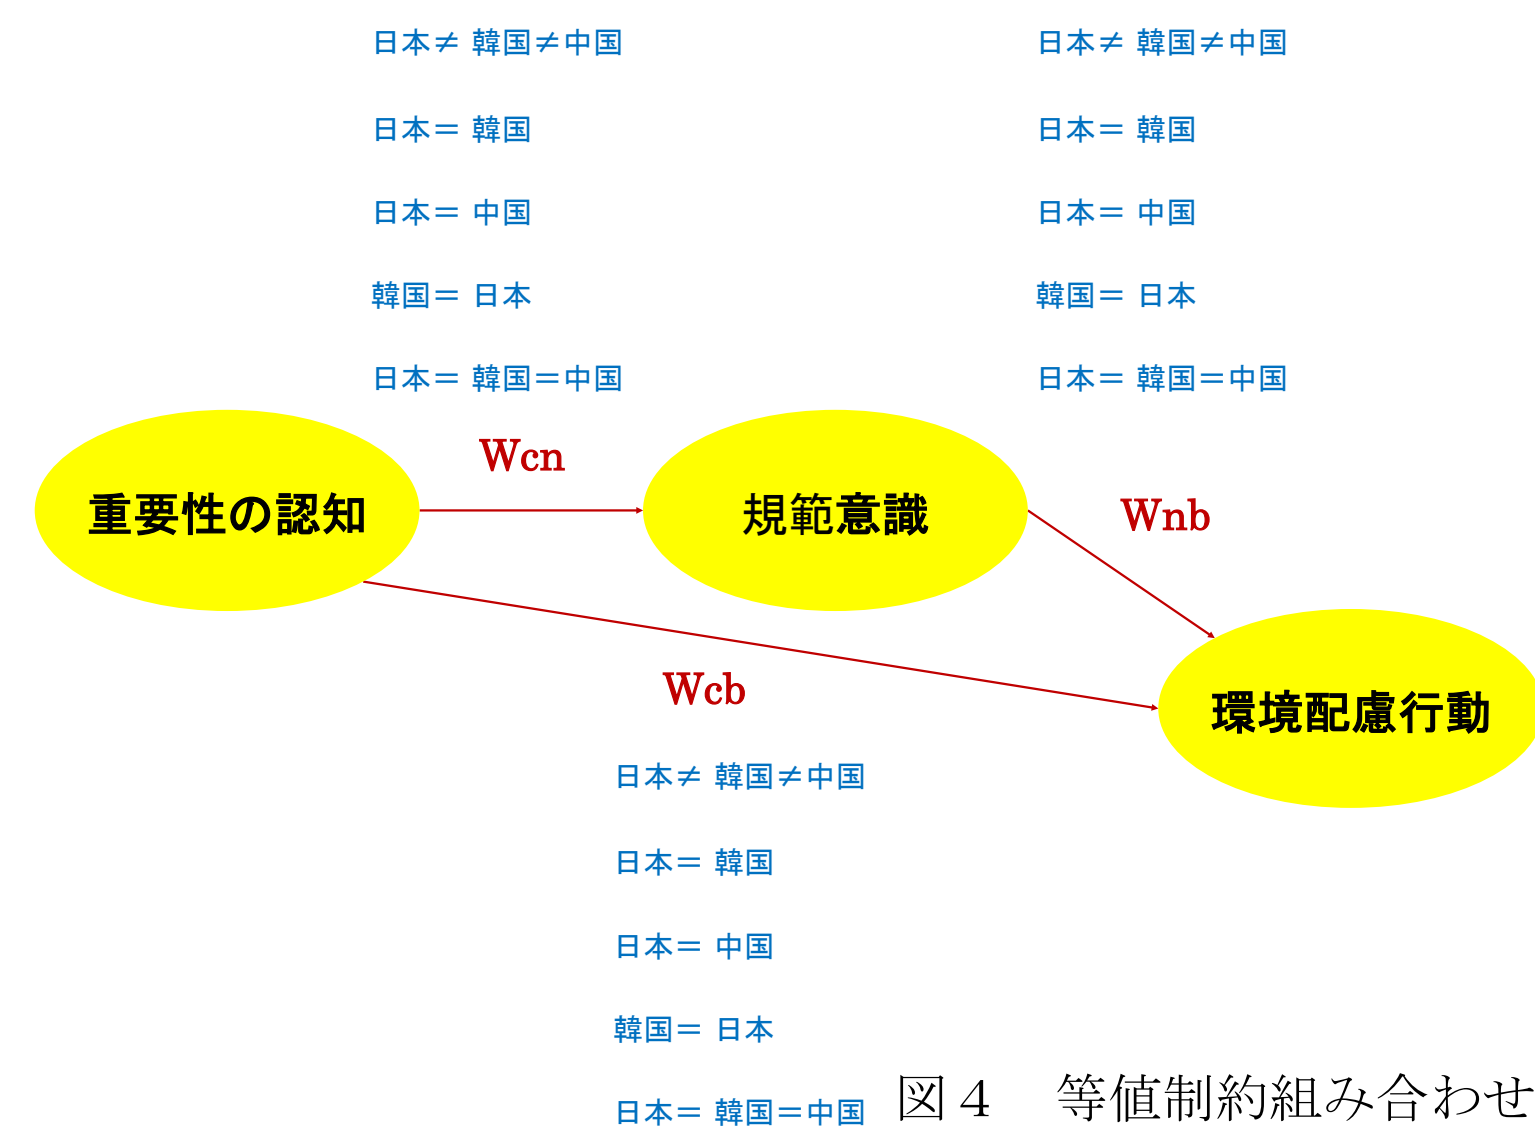 日本≠ 韓国≠中国
日本＝ 韓国
日本＝ 中国
韓国＝ 日本
日本＝ 韓国＝中国
日本≠ 韓国≠中国
日本＝ 韓国
日本＝ 中国
韓国＝ 日本
日本＝ 韓国＝中国
Wcn
重要性の認知
規範意識
Wnb
Wcb
環境配慮行動
日本≠ 韓国≠中国
日本＝ 韓国
日本＝ 中国
韓国＝ 日本
日本＝ 韓国＝中国
図４　等値制約組み合わせ